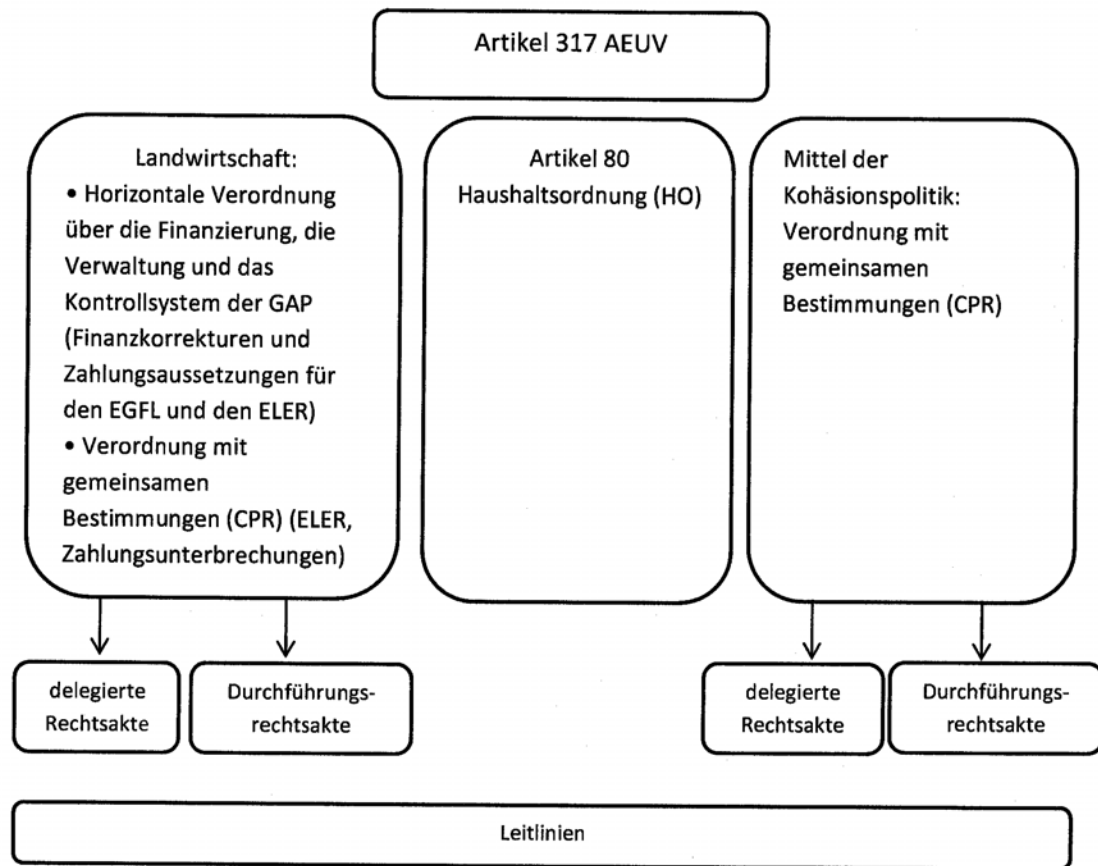 Artikel 317 AEUV
Landwirtschaft:
• Horizontale Verordnung
über die Finanzierung, die
Verwaltung und das
Kontrollsystem der GAP
(Finanzkorrekturen und
Zahlungsaussetzungen für
den EGFL und den ELER)
• Verordnung mit
gemeinsamen
Bestimmungen (CPR) (ELER,
Zahlungsunterbrechungen)
Artikel 80
Haushaltsordnung (HO)
Mittel der
Kohäsionspolitik:
Verordnung mit
gemeinsamen
Bestimmungen (CPR)
delegierte
Rechtsakte
Durchführungs-
rechtsakte
delegierte
Rechtsakte
Durchführungs-
rechtsakte
Leitlinien